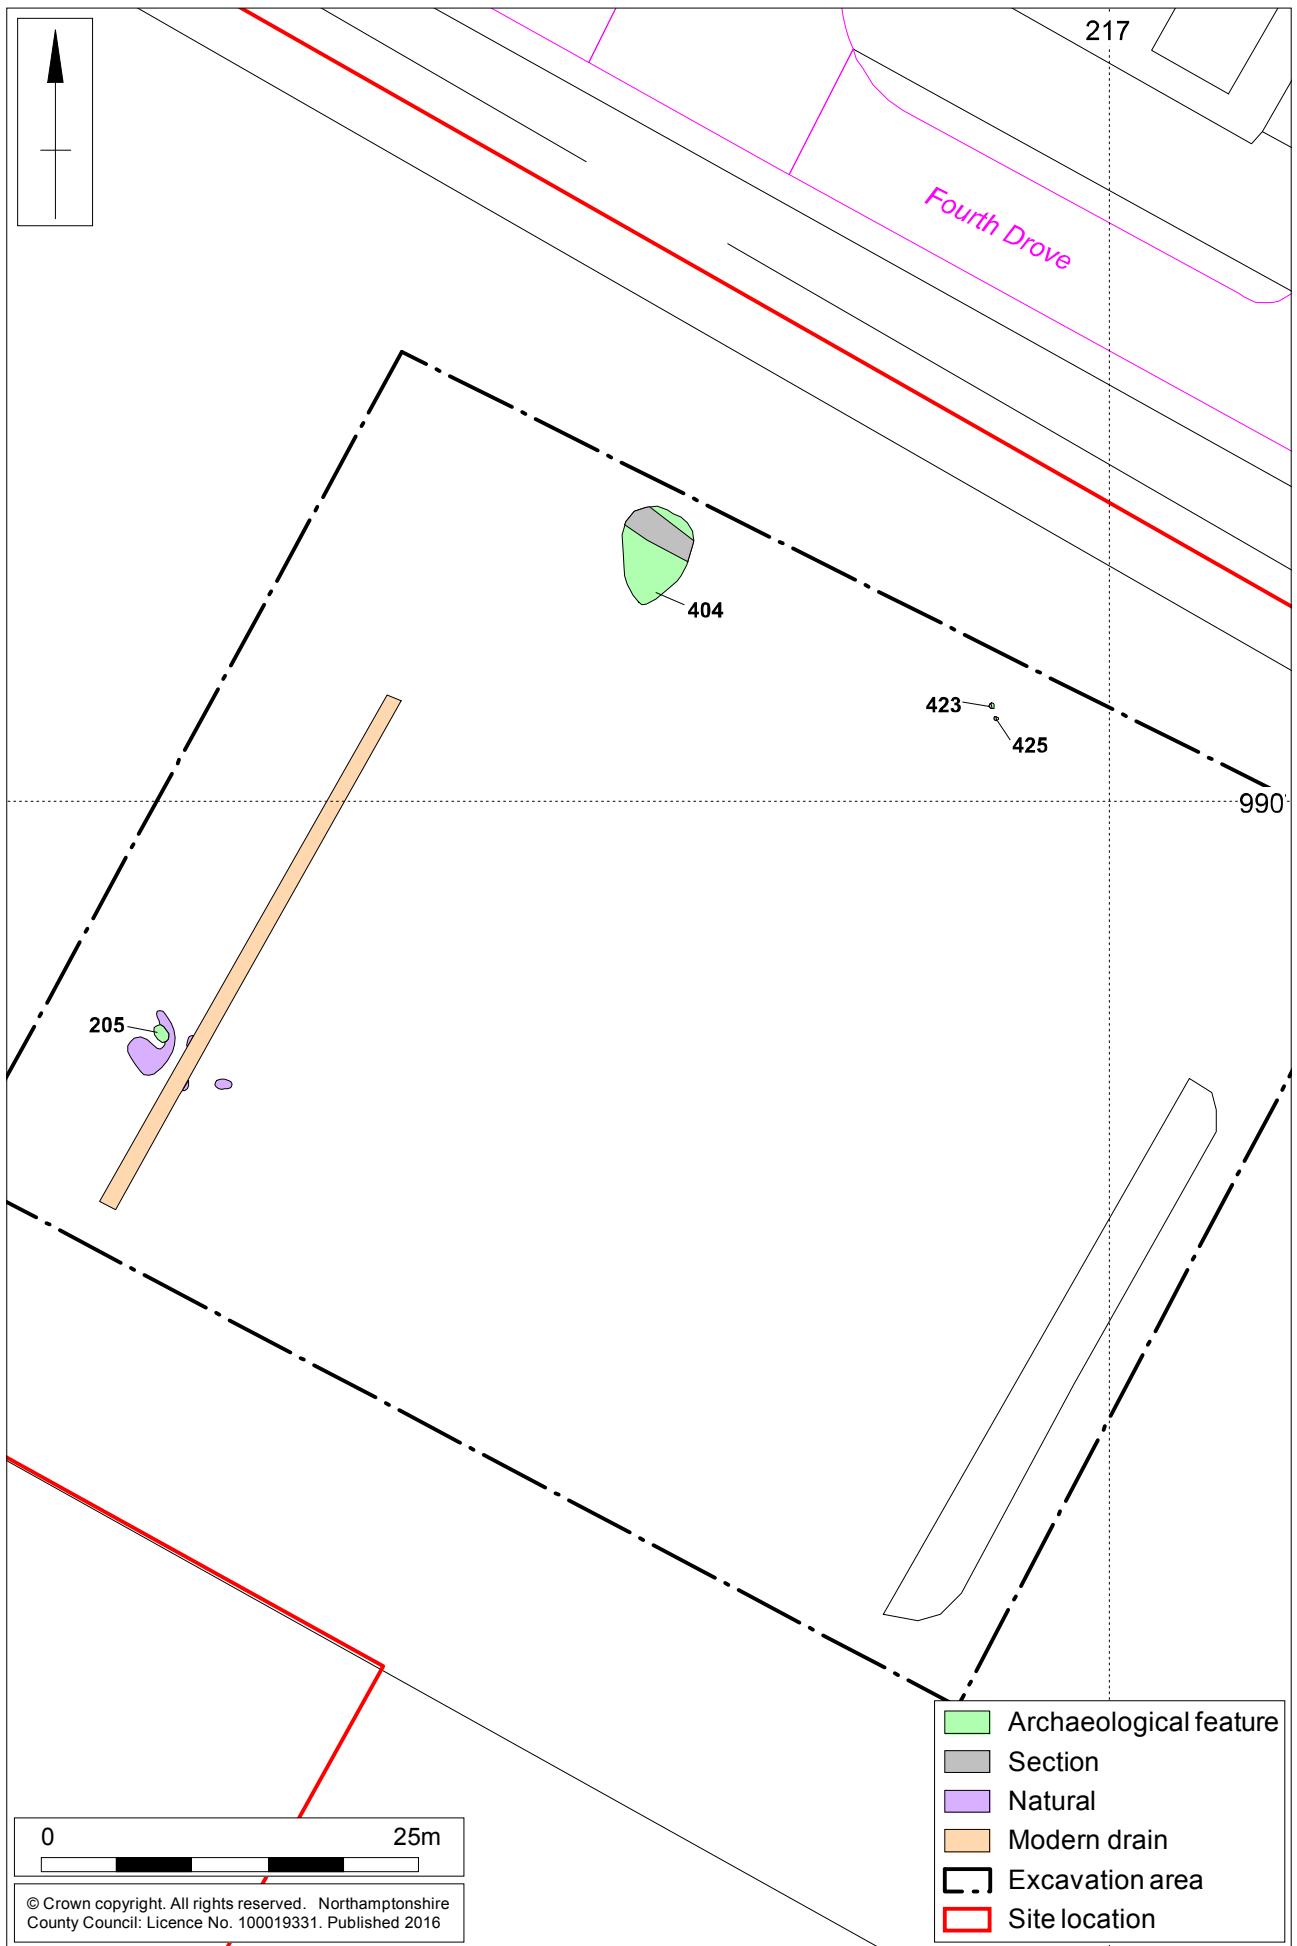 217
Fourth Drove
404
423
425
990
205
Archaeological feature
Section
Natural
Modern drain
Excavation area
Site location
0 25m
© Crown copyright. All rights reserved. Northamptonshire
County Council: Licence No. 100019331. Published 2016